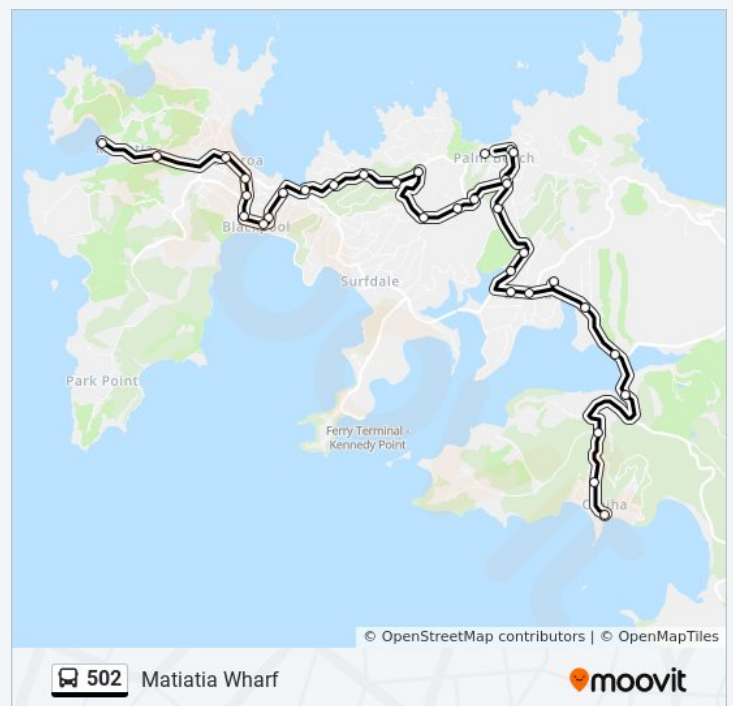 Palm Beach
Blackpool
Surfdale
Park Point
Ferry Terminal -
Kennedy Point
© OpenStreetMap contributors | © OpenMapTiles
502 Matiatia Wharf
moovit